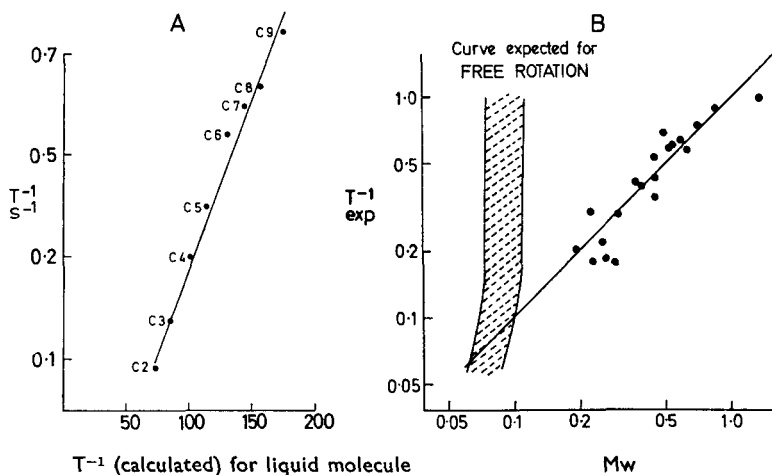 A
0·7
0·5
T⁻¹
S⁻¹
0·2
0·1
C9
C8
C7
C6
C5
C4
C3
C2
50
100
150
200
T⁻¹ (calculated) for liquid molecule
B
Curve expected for
FREE ROTATION
1·0
0·5
T⁻¹
exp
0·2
0·1
0·05
0·05
0·1
0·2
0·5
1·0
Mw